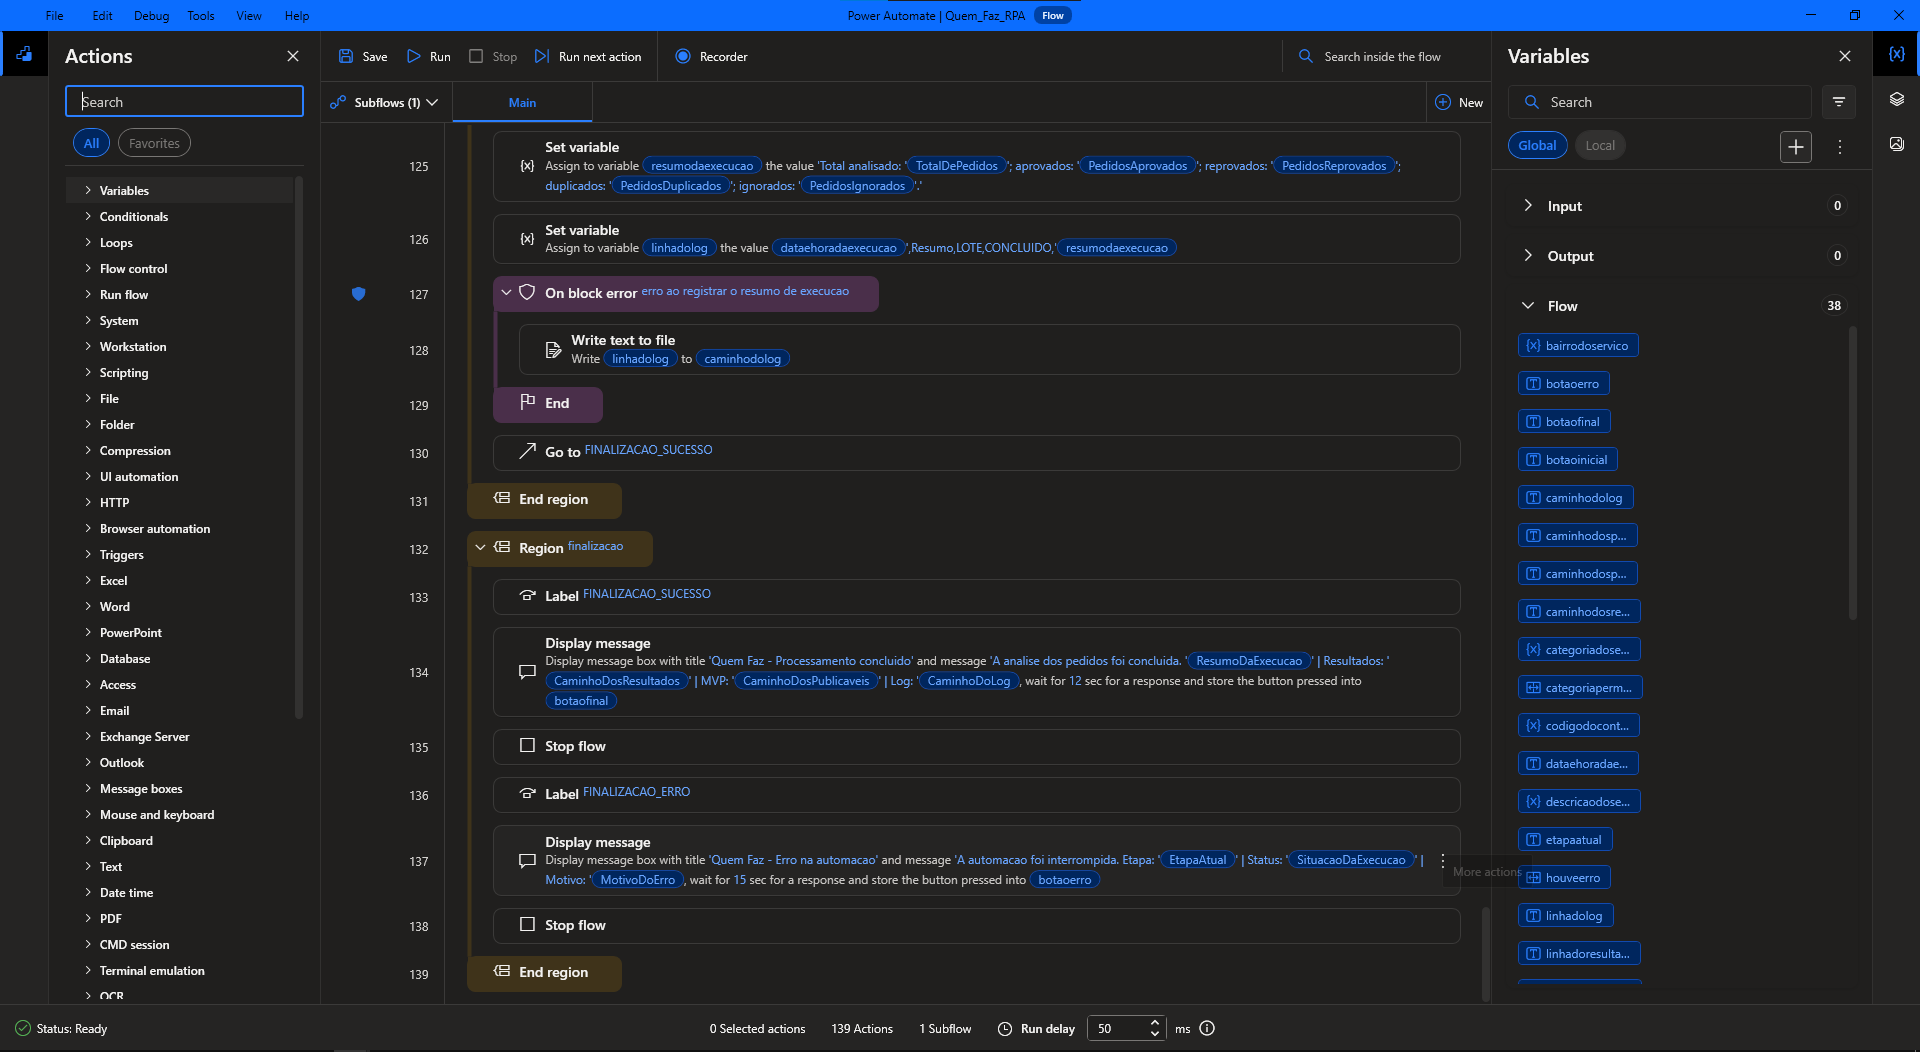 File Edit Debug Tools View Help
Power Automate | Quem_Faz_RPA Flow
Actions
Search
All Favorites
Variables
Conditionals
Loops
Flow control
Run flow
System
Workstation
Scripting
File
Folder
Compression
UI automation
HTTP
Browser automation
Triggers
Excel
Word
PowerPoint
Database
Access
Email
Exchange Server
Outlook
Message boxes
Mouse and keyboard
Clipboard
Text
Date time
PDF
CMD session
Terminal emulation
OCR
Save Run Stop Run next action Recorder
Search inside the flow
Subflows (1) Main
New
125 Set variable
{x} Assign to variable resumodaexecucao the value 'Total analisado: ' TotalDePedidos '; aprovados: ' PedidosAprovados '; reprovados: ' PedidosReprovados ';
duplicados: ' PedidosDuplicados '; ignorados: ' PedidosIgnorados '.'
126 Set variable
{x} Assign to variable linhadolog the value dataehoradaexecucao ',Resumo,LOTE,CONCLUIDO,' resumodaexecucao
127 On block error erro ao registrar o resumo de execucao
128 Write text to file
Write linhadolog to caminhodolog
129 End
130 Go to FINALIZACAO_SUCESSO
131 End region
132 Region finalizacao
133 Label FINALIZACAO_SUCESSO
134 Display message
Display message box with title 'Quem Faz - Processamento concluido' and message 'A analise dos pedidos foi concluida. ' ResumoDaExecucao ' | Resultados: '
CaminhoDosResultados ' | MVP: ' CaminhoDosPublicaveis ' | Log: ' CaminhoDoLog , wait for 12 sec for a response and store the button pressed into
botaofinal
135 Stop flow
136 Label FINALIZACAO_ERRO
137 Display message
Display message box with title 'Quem Faz - Erro na automacao' and message 'A automacao foi interrompida. Etapa: ' EtapaAtual ' | Status: ' SituacaoDaExecucao ' |
Motivo: ' MotivoDoErro , wait for 15 sec for a response and store the button pressed into botaoerro
More actions
138 Stop flow
139 End region
Variables
{x}
Search
Global Local
Input 0
Output 0
Flow 38
{x} bairrodoservico
botaoerro
botaofinal
botaoinicial
caminhodolog
caminhodosp...
caminhodosp...
caminhodosre...
{x} categoriadose...
categoriaperm...
{x} codigodocont...
dataehoradae...
{x} descricaodose...
etapaatual
houveerro
linhadolog
linhadoresulta...
Status: Ready
0 Selected actions 139 Actions 1 Subflow Run delay 50 ms